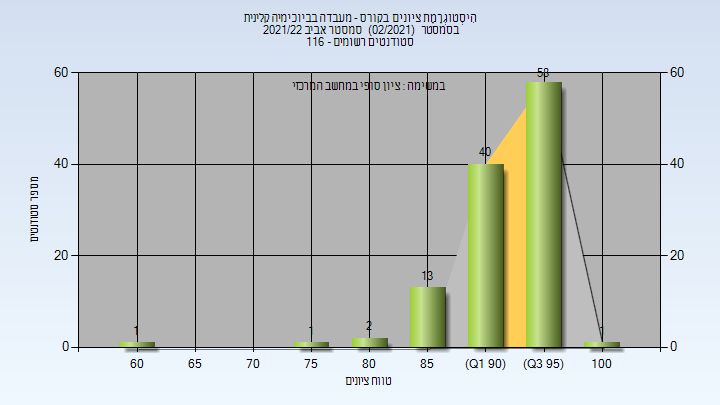 היסטוגרמת ציונים בקורס - מעבדה בביוכימיה קלינית
בסמסטר (02/2021) סמסטר אביב 2021/22
סטודנטים רשומים - 116
במשימה : ציון סופי במחשב המרכזי
60 60
40 40
20 20
0 0
1 1 2 13 40 58 1
60 65 70 75 80 85 (Q1 90) (Q3 95) 100
טווח ציונים
מספר סטודנטים